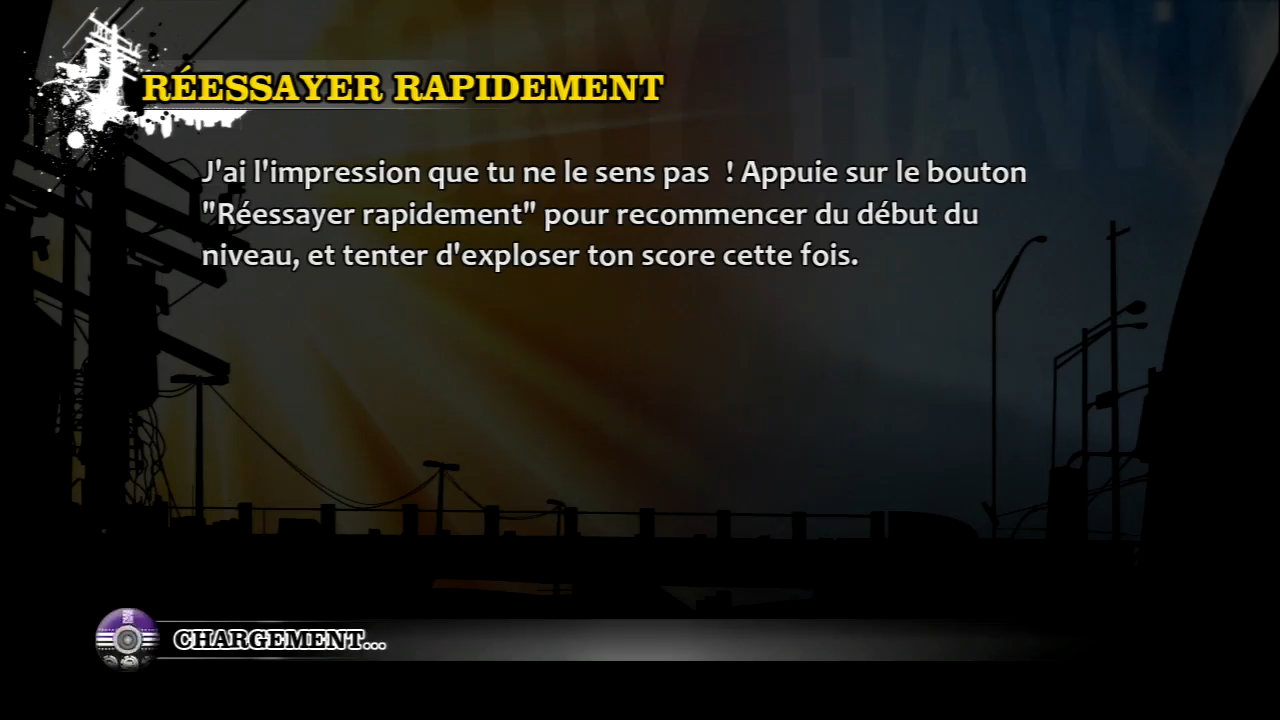 RÉESSAYER RAPIDEMENT
J'ai l'impression que tu ne le sens pas  ! Appuie sur le bouton
"Réessayer rapidement" pour recommencer du début du
niveau, et tenter d'exploser ton score cette fois.
CHARGEMENT...